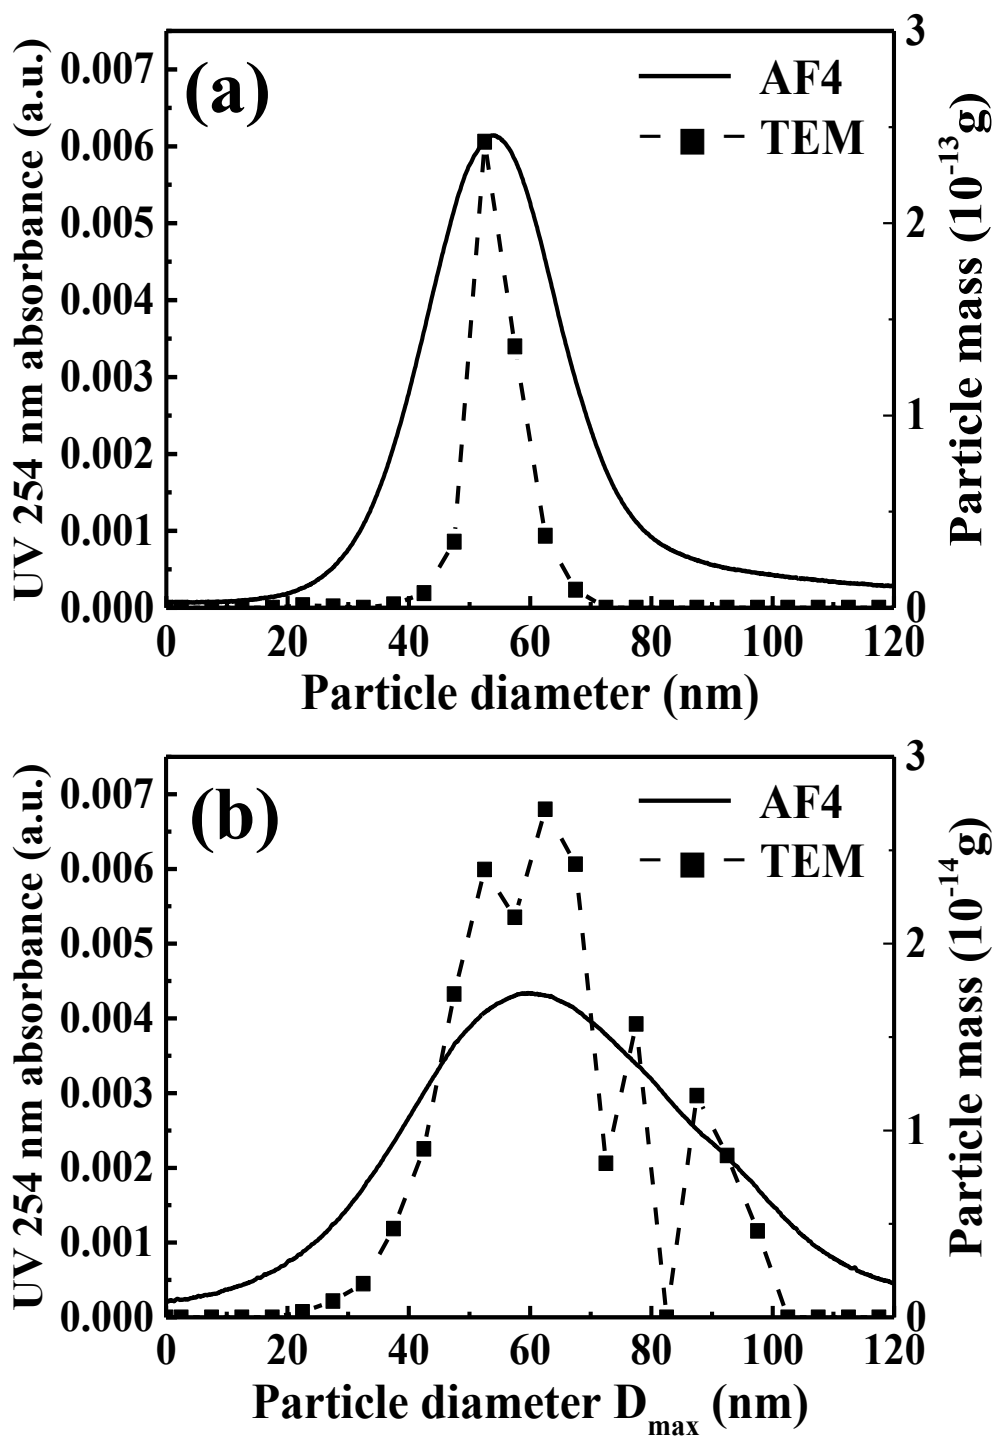 (a)
AF4
TEM
UV 254 nm absorbance (a.u.)
0.007
0.006
0.005
0.004
0.003
0.002
0.001
0.000
Particle mass (10⁻¹³g)
3
2
1
0
0 20 40 60 80 100 120
Particle diameter (nm)
(b)
AF4
TEM
UV 254 nm absorbance (a.u.)
0.007
0.006
0.005
0.004
0.003
0.002
0.001
0.000
Particle mass (10⁻¹⁴g)
3
2
1
0
0 20 40 60 80 100 120
Particle diameter Dₘₐₓ (nm)